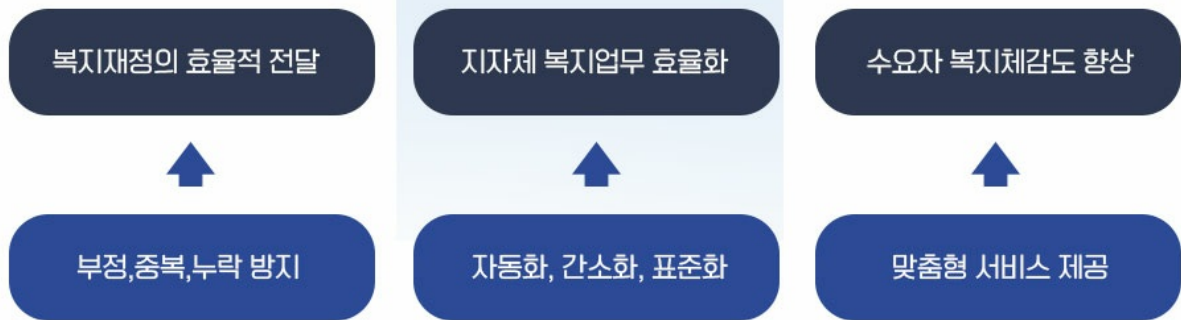 복지재정의 효율적 전달
지자체 복지업무 효율화
수요자 복지체감도 향상
부정,중복,누락 방지
자동화, 간소화, 표준화
맞춤형 서비스 제공